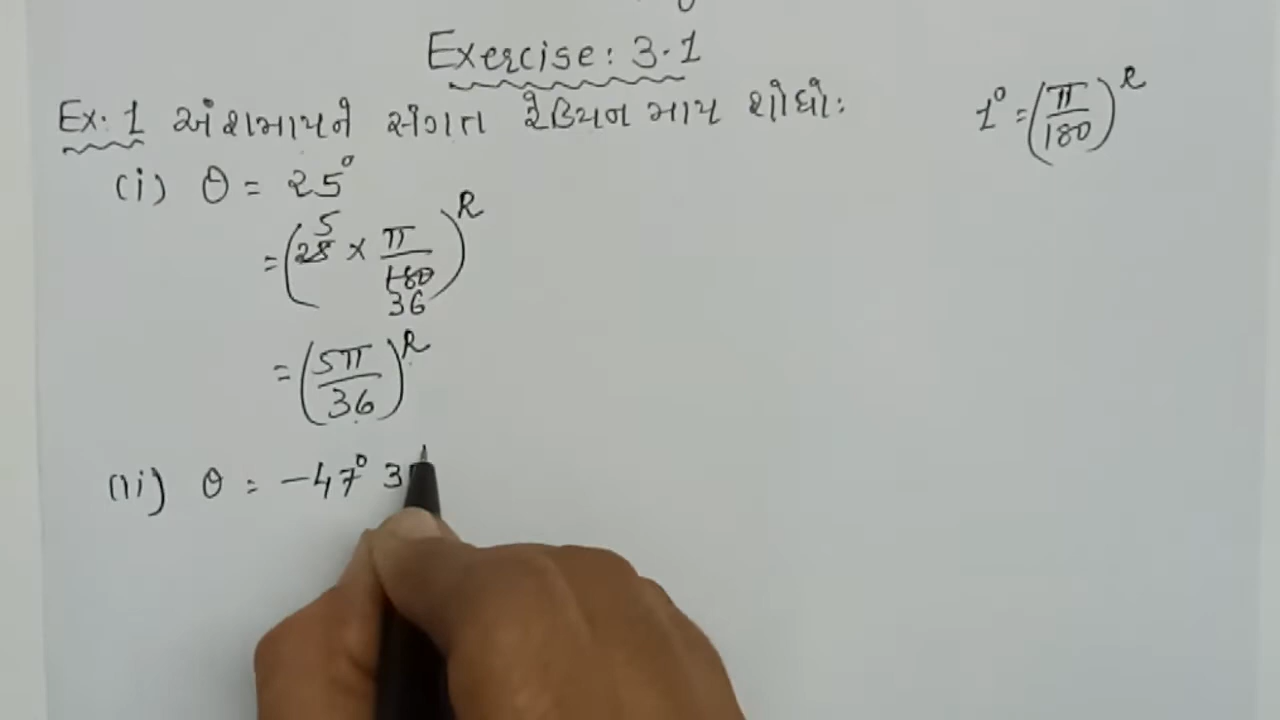 Exercise: 3.1
Ex: 1 અંશમાપને સંગત રેડિયન માપ શોધો: 1° = (π/180)ᴿ
(i) θ = 25°
= (25 5 × π/180 36)ᴿ
= (5π/36)ᴿ
(ii) θ = -47° 3